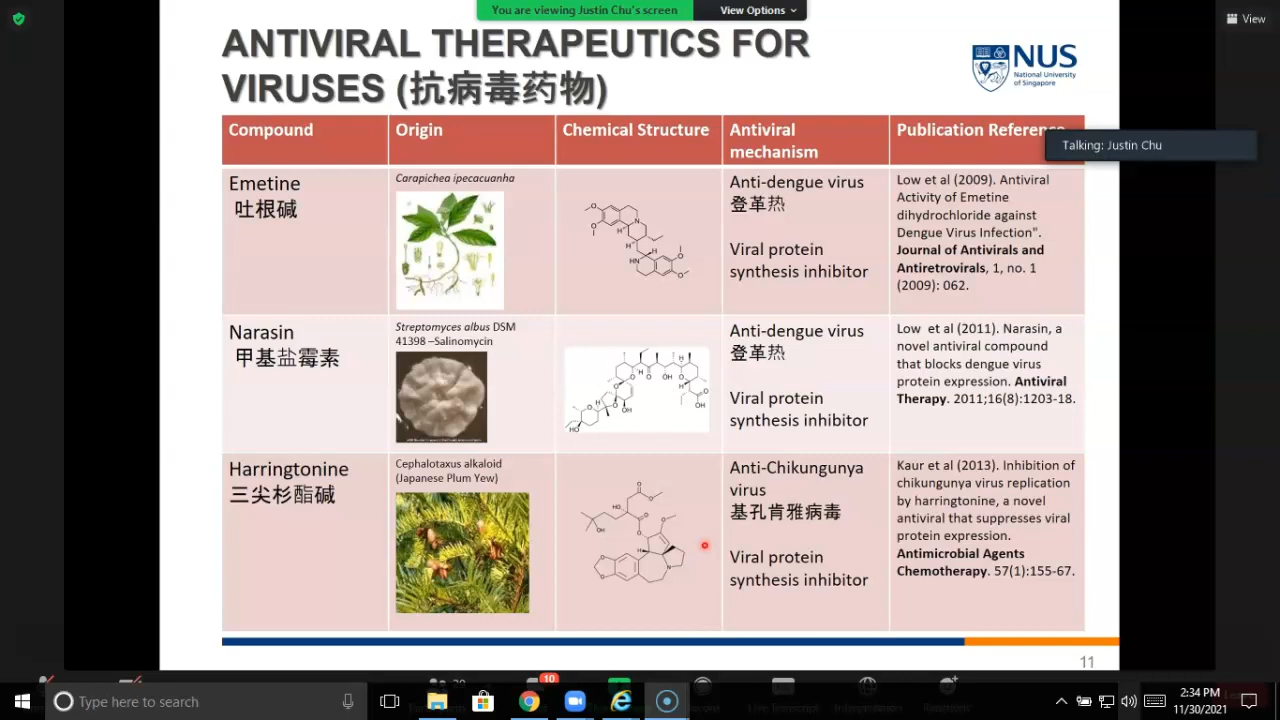 You are viewing Justin Chu's screen
View Options
View
ANTIVIRAL THERAPEUTICS FOR
VIRUSES (抗病毒药物)
NUS
National University
of Singapore
Compound
Origin
Chemical Structure
Antiviral
mechanism
Publication Reference
Talking: Justin Chu
Emetine
吐根碱
Carapichea ipecacuanha
Anti-dengue virus
登革热
Viral protein
synthesis inhibitor
Low et al (2009). Antiviral
Activity of Emetine
dihydrochloride against
Dengue Virus Infection".
Journal of Antivirals and
Antiretrovirals, 1, no. 1
(2009): 062.
Narasin
甲基盐霉素
Streptomyces albus DSM
41398 –Salinomycin
Anti-dengue virus
登革热
Viral protein
synthesis inhibitor
Low et al (2011). Narasin, a
novel antiviral compound
that blocks dengue virus
protein expression. Antiviral
Therapy. 2011;16(8):1203-18.
Harringtonine
三尖杉酯碱
Cephalotaxus alkaloid
(Japanese Plum Yew)
Anti-Chikungunya
virus
基孔肯雅病毒
Viral protein
synthesis inhibitor
Kaur et al (2013). Inhibition of
chikungunya virus replication
by harringtonine, a novel
antiviral that suppresses viral
protein expression.
Antimicrobial Agents
Chemotherapy. 57(1):155-67.
11
10
Type here to search
2:34 PM
11/30/2021